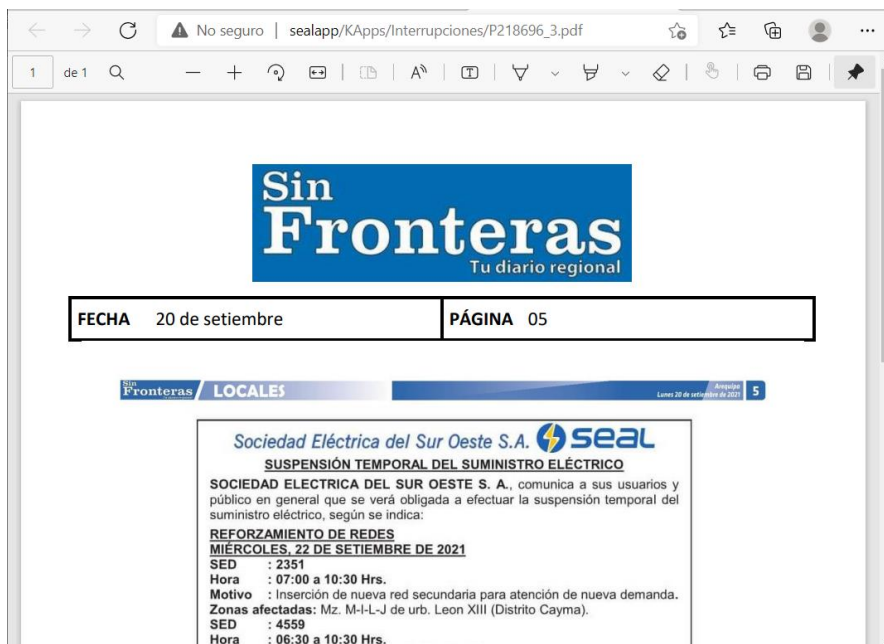 No seguro | sealapp/KApps/Interrupciones/P218696_3.pdf
1 de 1
Sin
Fronteras
Tu diario regional
FECHA 20 de setiembre PÁGINA 05
Sin
Fronteras LOCALES Arequipa
Lunes 20 de setiembre de 2021 5
Sociedad Eléctrica del Sur Oeste S.A. seal
SUSPENSIÓN TEMPORAL DEL SUMINISTRO ELÉCTRICO
SOCIEDAD ELECTRICA DEL SUR OESTE S. A., comunica a sus usuarios y
público en general que se verá obligada a efectuar la suspensión temporal del
suministro eléctrico, según se indica:
REFORZAMIENTO DE REDES
MIÉRCOLES, 22 DE SETIEMBRE DE 2021
SED : 2351
Hora : 07:00 a 10:30 Hrs.
Motivo : Inserción de nueva red secundaria para atención de nueva demanda.
Zonas afectadas: Mz. M-I-L-J de urb. Leon XIII (Distrito Cayma).
SED : 4559
Hora : 06:30 a 10:30 Hrs.